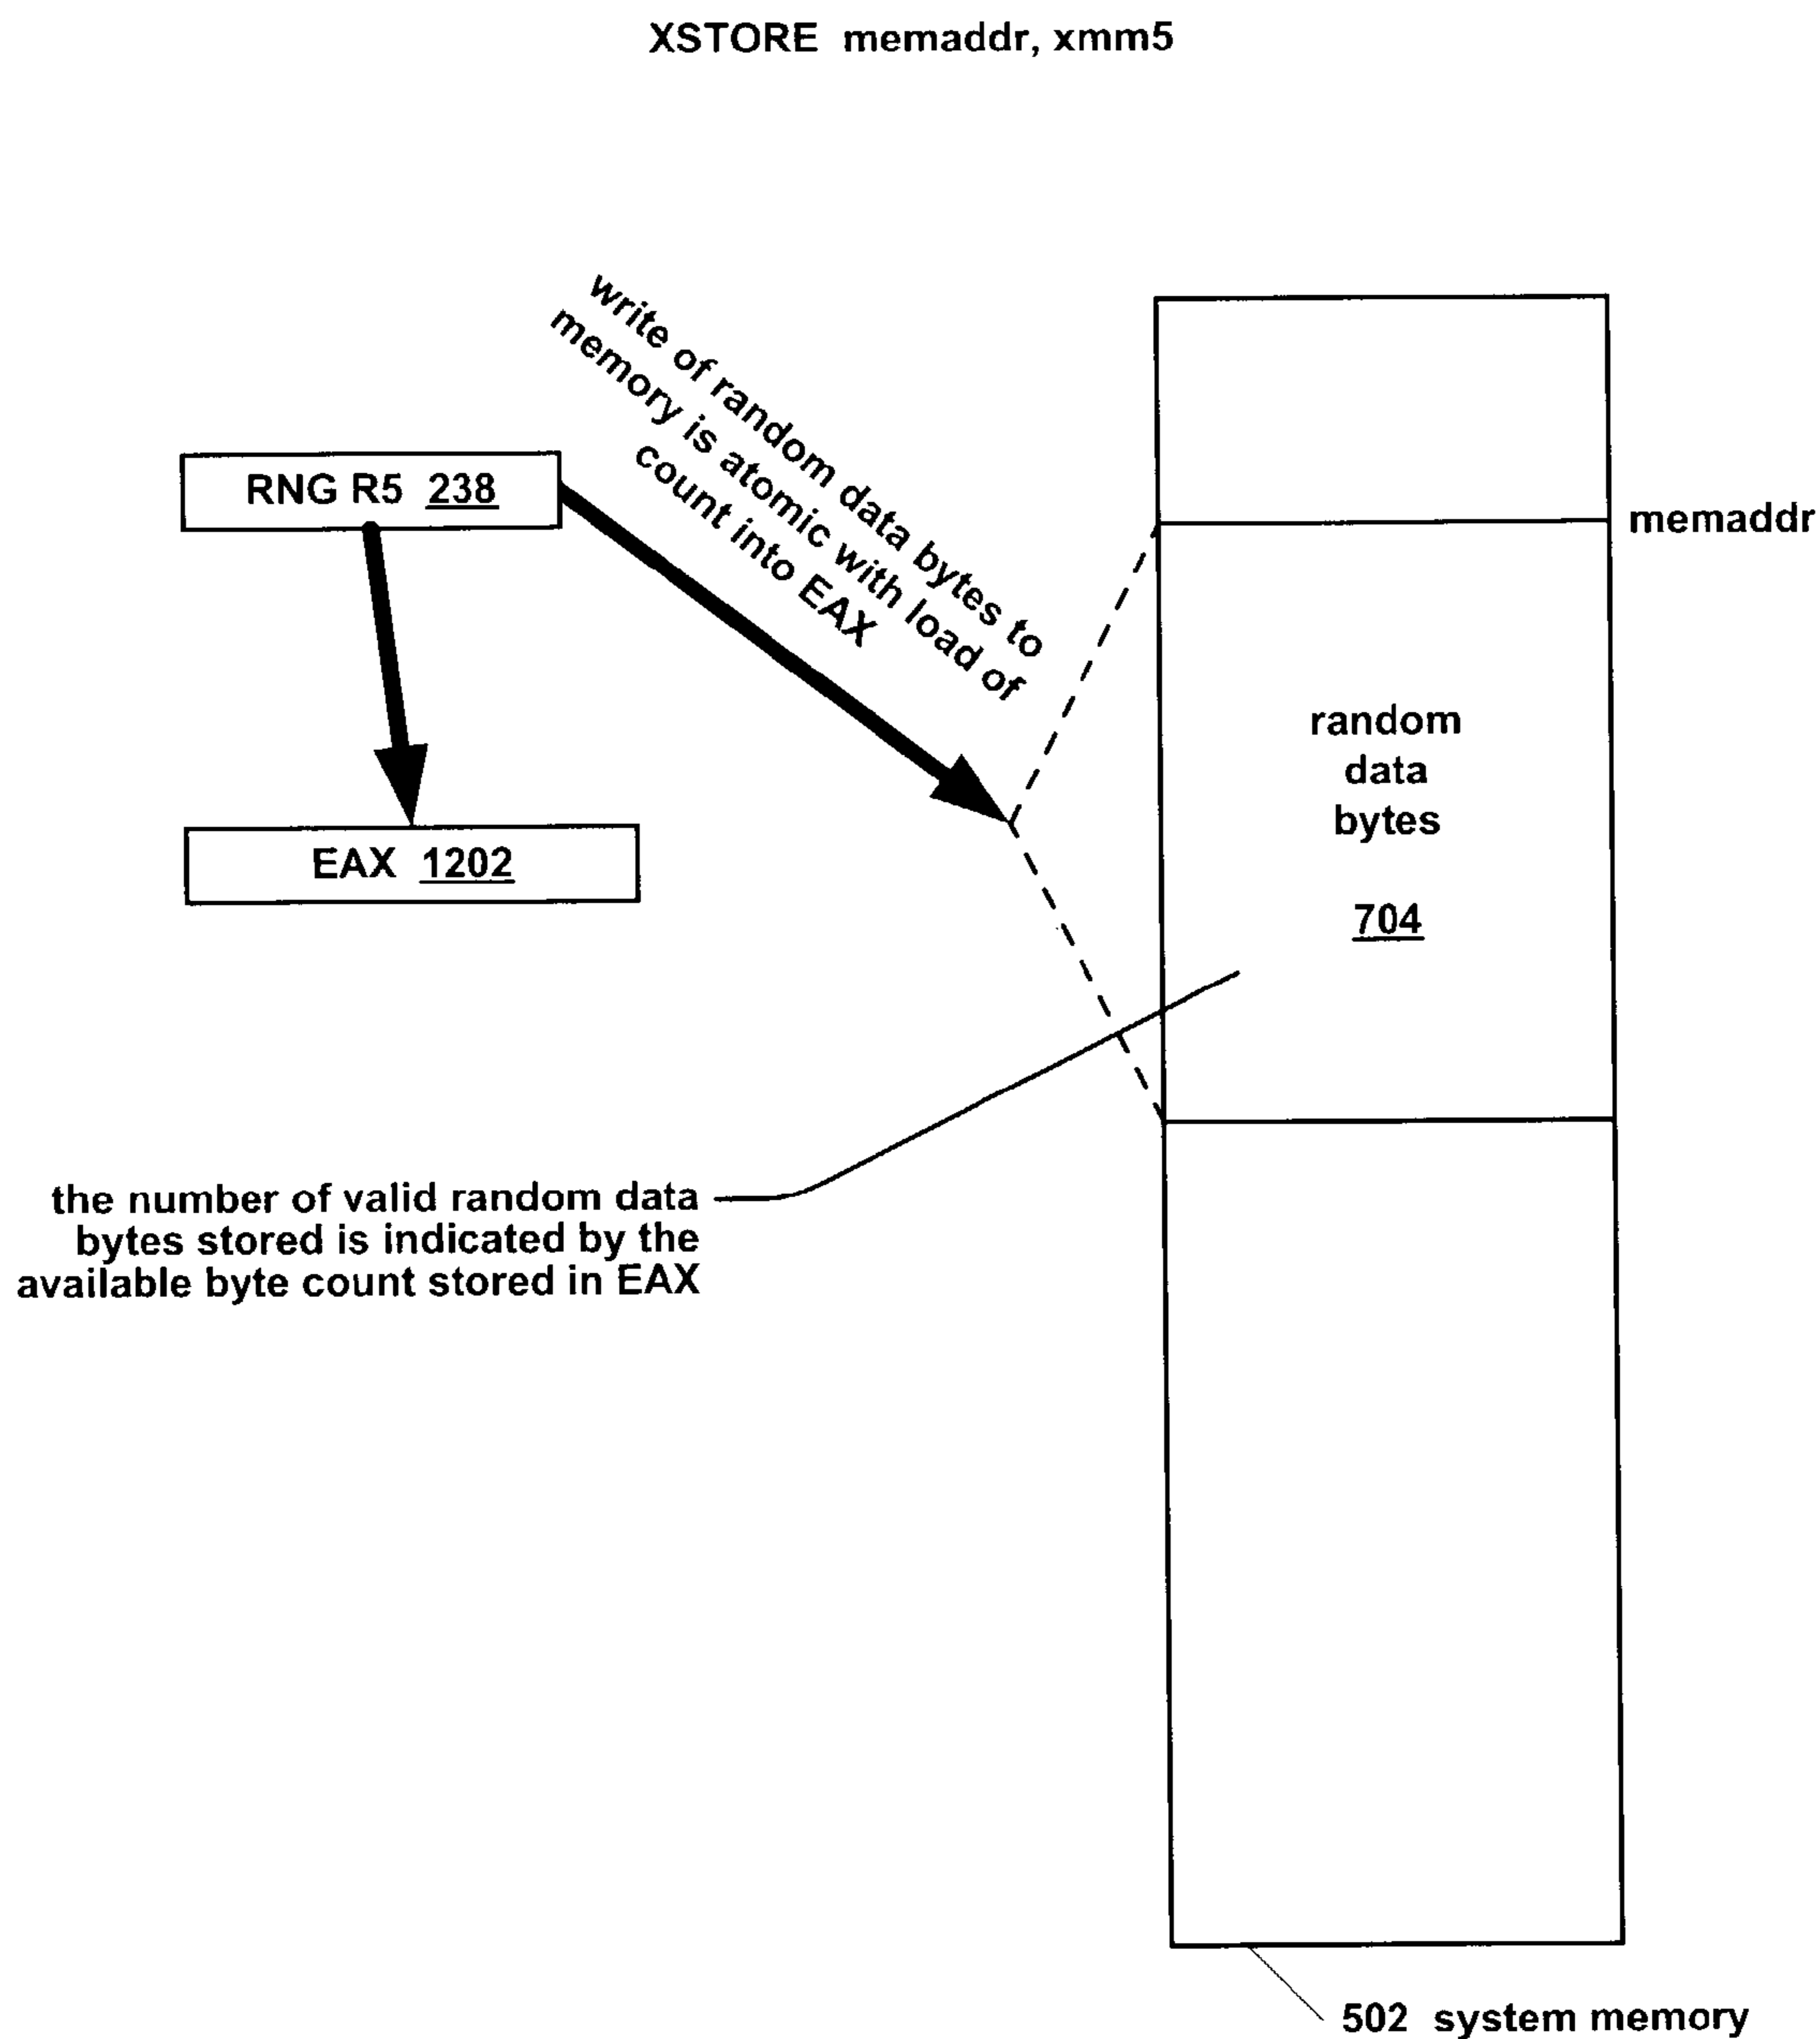 XSTORE memaddr, xmm5
write of random data bytes to
memory is atomic with load of
count into EAX
RNG R5 238
memaddr
random
data
bytes
704
EAX 1202
the number of valid random data
bytes stored is indicated by the
available byte count stored in EAX
502 system memory